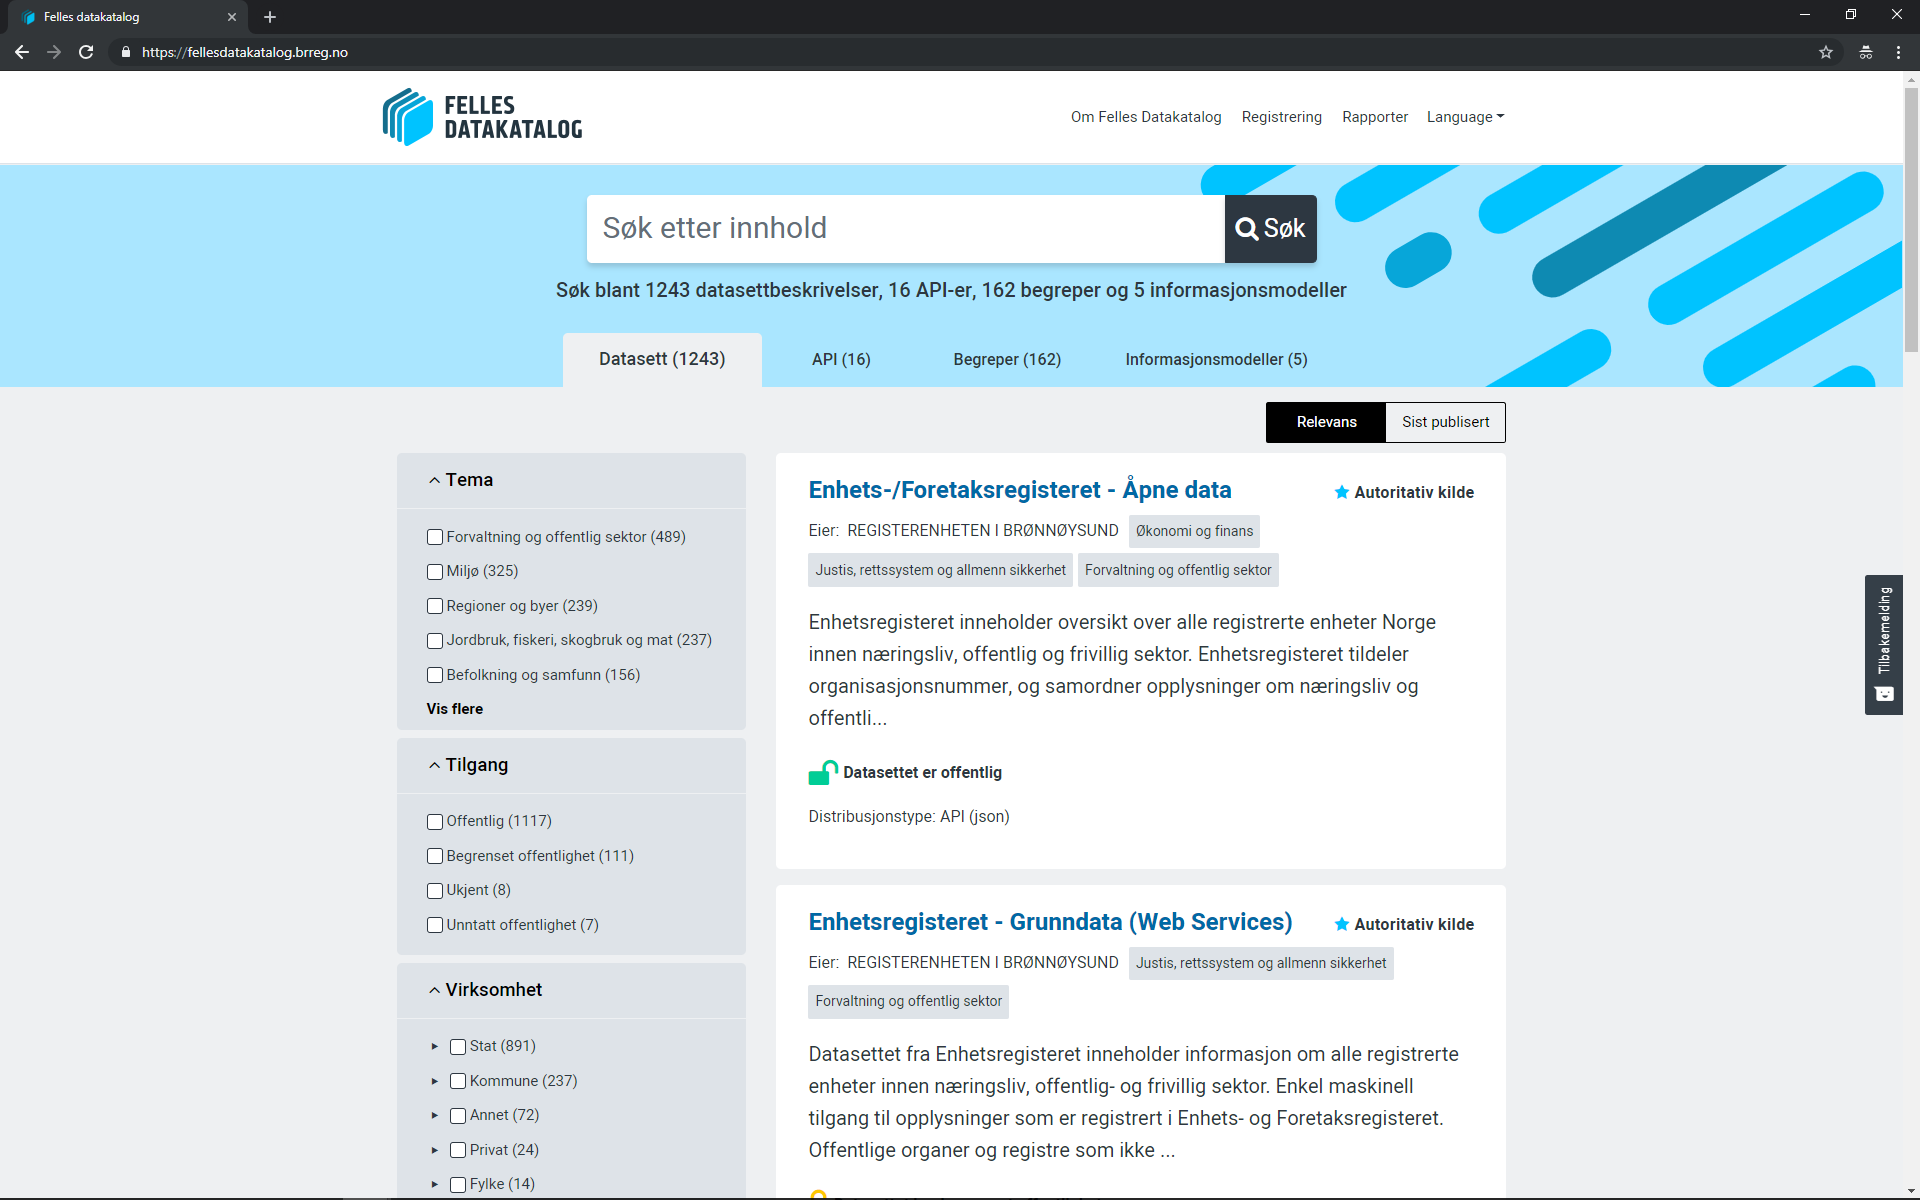 Felles datakatalog
https://fellesdatakatalog.brreg.no
FELLES
DATAKATALOG
Om Felles Datakatalog
Registrering
Rapporter
Language
Søk etter innhold
Søk
Søk blant 1243 datasettbeskrivelser, 16 API-er, 162 begreper og 5 informasjonsmodeller
Datasett (1243)
API (16)
Begreper (162)
Informasjonsmodeller (5)
Relevans
Sist publisert
Tema
Forvaltning og offentlig sektor (489)
Miljø (325)
Regioner og byer (239)
Jordbruk, fiskeri, skogbruk og mat (237)
Befolkning og samfunn (156)
Vis flere
Tilgang
Offentlig (1117)
Begrenset offentlighet (111)
Ukjent (8)
Unntatt offentlighet (7)
Virksomhet
Stat (891)
Kommune (237)
Annet (72)
Privat (24)
Fylke (14)
Enhets-/Foretaksregisteret - Åpne data
Autoritativ kilde
Eier: REGISTERENHETEN I BRØNNØYSUND
Økonomi og finans
Justis, rettssystem og allmenn sikkerhet
Forvaltning og offentlig sektor
Enhetsregisteret inneholder oversikt over alle registrerte enheter Norge
innen næringsliv, offentlig og frivillig sektor. Enhetsregisteret tildeler
organisasjonsnummer, og samordner opplysninger om næringsliv og
offentli...
Datasettet er offentlig
Distribusjonstype: API (json)
Enhetsregisteret - Grunndata (Web Services)
Autoritativ kilde
Eier: REGISTERENHETEN I BRØNNØYSUND
Justis, rettssystem og allmenn sikkerhet
Forvaltning og offentlig sektor
Datasettet fra Enhetsregisteret inneholder informasjon om alle registrerte
enheter innen næringsliv, offentlig- og frivillig sektor. Enkel maskinell
tilgang til opplysninger som er registrert i Enhets- og Foretaksregisteret.
Offentlige organer og registre som ikke ...
Tilbakemelding